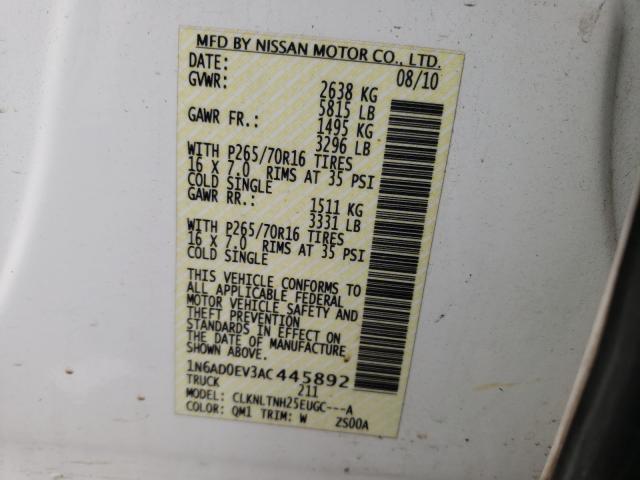 MFD BY NISSAN MOTOR CO., LTD.
DATE: 08/10
GVWR: 2638 KG
5815 LB
GAWR FR.: 1495 KG
3296 LB
WITH P265/70R16 TIRES
16 X 7.0 RIMS AT 35 PSI
COLD SINGLE
GAWR RR.: 1511 KG
3331 LB
WITH P265/70R16 TIRES
16 X 7.0 RIMS AT 35 PSI
COLD SINGLE
THIS VEHICLE CONFORMS TO
ALL APPLICABLE FEDERAL
MOTOR VEHICLE SAFETY AND
THEFT PREVENTION
STANDARDS IN EFFECT ON
THE DATE OF MANUFACTURE
SHOWN ABOVE.
1N6AD0EV3AC445892
TRUCK 211
MODEL: CLKNLTNH25EUGC---A
COLOR: QM1 TRIM: W ZS00A